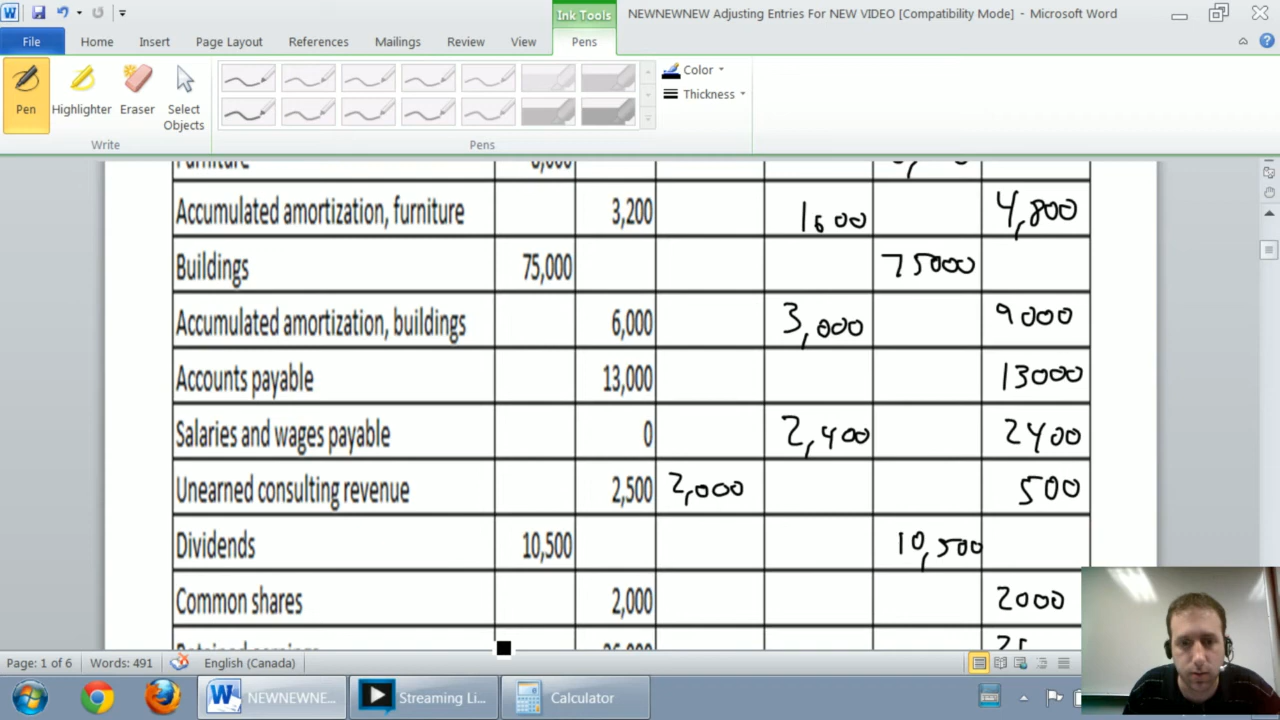 Ink Tools
NEWNEWNEW Adjusting Entries For NEW VIDEO [Compatibility Mode] - Microsoft Word
File Home Insert Page Layout References Mailings Review View Pens
Pen Highlighter Eraser Select Objects
Color
Thickness
Write Pens
Accumulated amortization, furniture 3,200 1600 4,800
Buildings 75,000 75000
Accumulated amortization, buildings 6,000 3,000 9000
Accounts payable 13,000 13000
Salaries and wages payable 0 2,400 2400
Unearned consulting revenue 2,500 2,000 500
Dividends 10,500 10,500
Common shares 2,000 2000
Page: 1 of 6 Words: 491 English (Canada)
NEWNEWNE... Streaming Li... Calculator